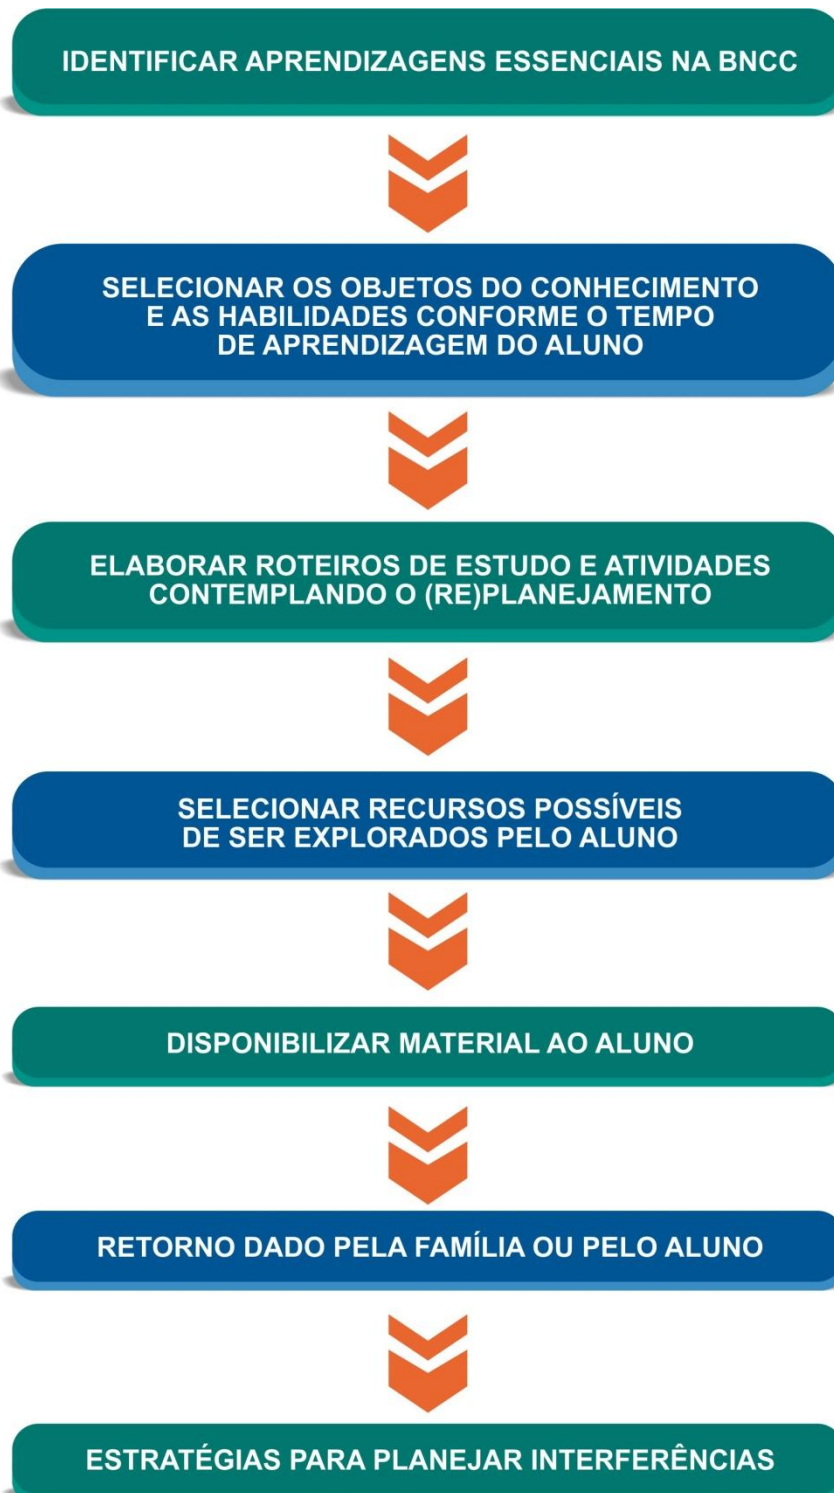 IDENTIFICAR APRENDIZAGENS ESSENCIAIS NA BNCC
SELECIONAR OS OBJETOS DO CONHECIMENTO
E AS HABILIDADES CONFORME O TEMPO
DE APRENDIZAGEM DO ALUNO
ELABORAR ROTEIROS DE ESTUDO E ATIVIDADES
CONTEMPLANDO O (RE)PLANEJAMENTO
SELECIONAR RECURSOS POSSÍVEIS
DE SER EXPLORADOS PELO ALUNO
DISPONIBILIZAR MATERIAL AO ALUNO
RETORNO DADO PELA FAMÍLIA OU PELO ALUNO
ESTRATÉGIAS PARA PLANEJAR INTERFERÊNCIAS